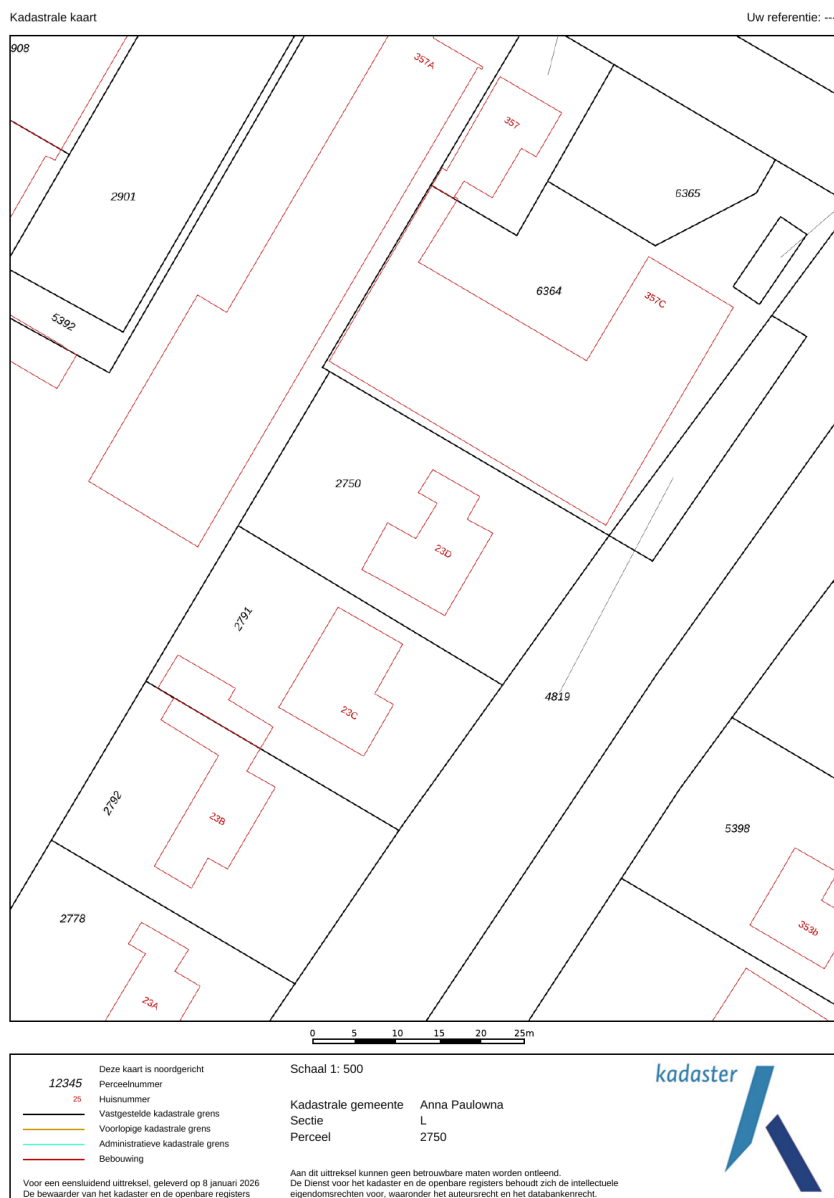 Kadastrale kaart
Uw referentie: ---
908
357A
357
2901
6365
6364
357C
5392
2750
23D
2791
23C
4819
2792
23B
5398
2778
353b
23A
0 5 10 15 20 25m
Deze kaart is noordgericht
12345 Perceelnummer
25 Huisnummer
Vastgestelde kadastrale grens
Voorlopige kadastrale grens
Administratieve kadastrale grens
Bebouwing
Voor een eensluidend uittreksel, geleverd op 8 januari 2026
De bewaarder van het kadaster en de openbare registers
Schaal 1: 500
Kadastrale gemeente Anna Paulowna
Sectie L
Perceel 2750
Aan dit uittreksel kunnen geen betrouwbare maten worden ontleend.
De Dienst voor het kadaster en de openbare registers behoudt zich de intellectuele
eigendomsrechten voor, waaronder het auteursrecht en het databankenrecht.
kadaster